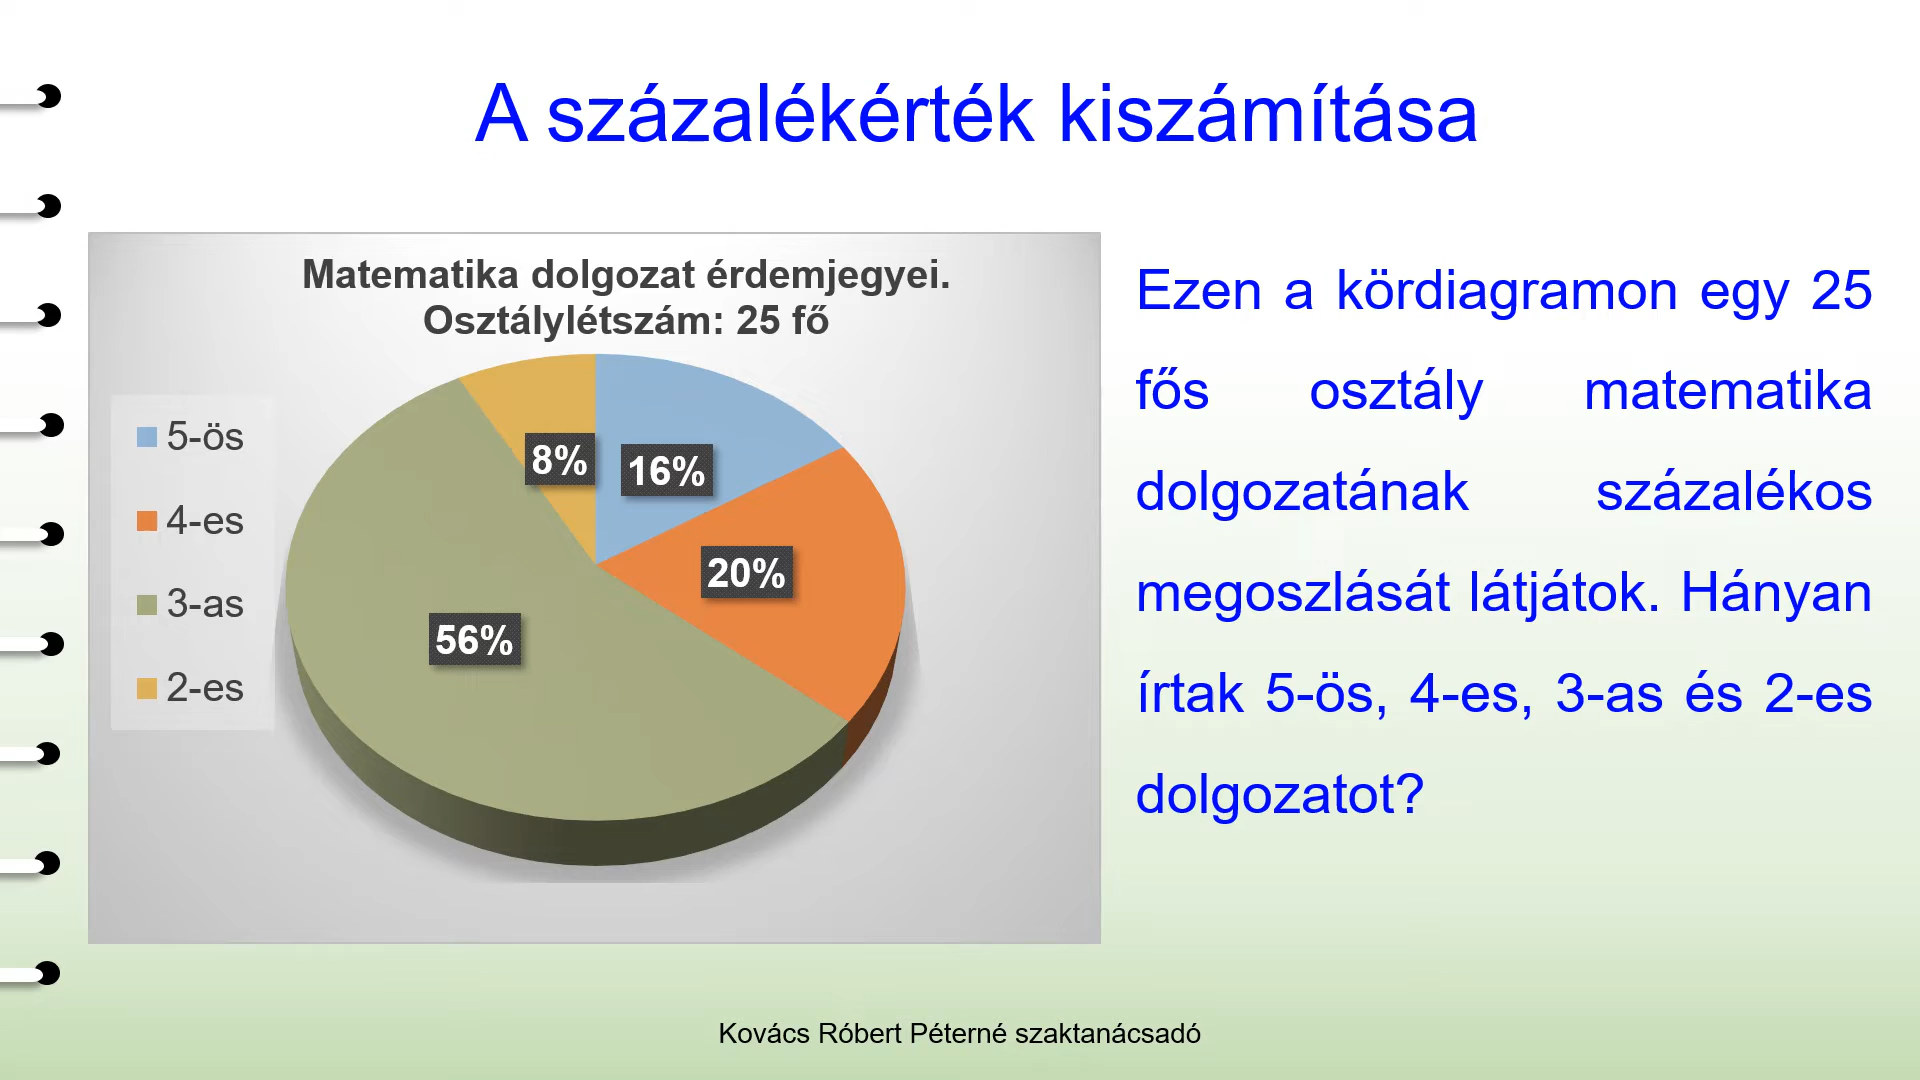 A százalékérték kiszámítása
Matematika dolgozat érdemjegyei.
Osztálylétszám: 25 fő
5-ös
4-es
3-as
2-es
8%
16%
20%
56%
Ezen a kördiagramon egy 25
fős osztály matematika
dolgozatának százalékos
megoszlását látjátok. Hányan
írtak 5-ös, 4-es, 3-as és 2-es
dolgozatot?
Kovács Róbert Péterné szaktanácsadó